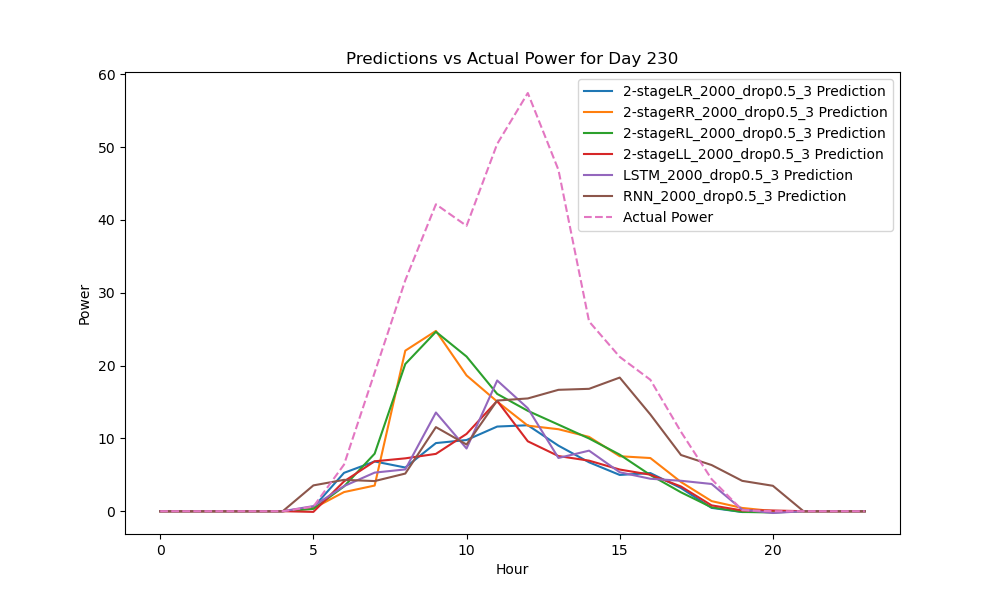 Predictions vs Actual Power for Day 230
60
50
40
30
20
10
0
Power
0 5 10 15 20
Hour
2-stageLR_2000_drop0.5_3 Prediction
2-stageRR_2000_drop0.5_3 Prediction
2-stageRL_2000_drop0.5_3 Prediction
2-stageLL_2000_drop0.5_3 Prediction
LSTM_2000_drop0.5_3 Prediction
RNN_2000_drop0.5_3 Prediction
Actual Power